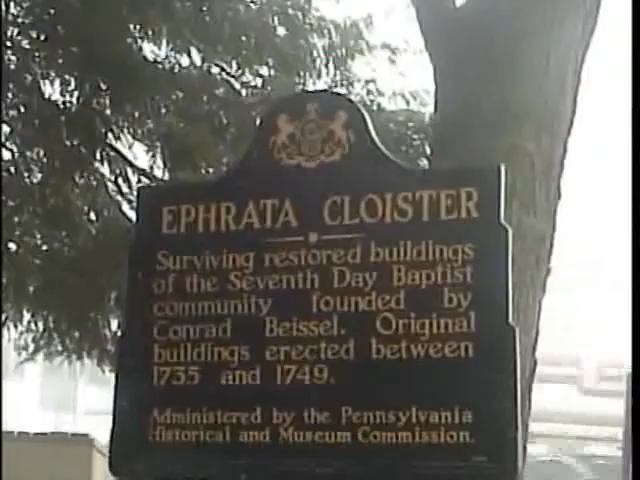 EPHRATA CLOISTER
Surviving restored buildings
of the Seventh Day Baptist
community founded by
Conrad Beissel. Original
buildings erected between
1735 and 1749.
Administered by the Pennsylvania
Historical and Museum Commission.